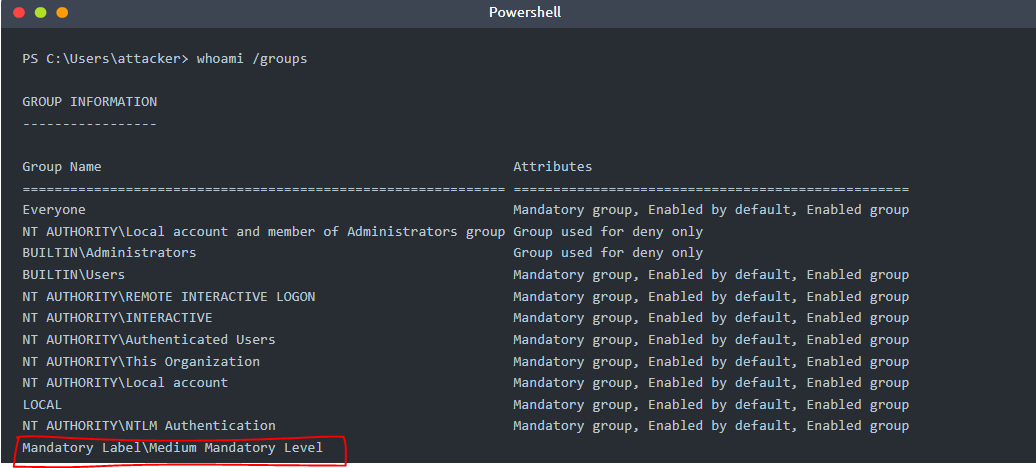 Powershell
PS C:\Users\attacker> whoami /groups
GROUP INFORMATION
-----------------
Group Name Attributes
============================================================= ==================================================
Everyone Mandatory group, Enabled by default, Enabled group
NT AUTHORITY\Local account and member of Administrators group Group used for deny only
BUILTIN\Administrators Group used for deny only
BUILTIN\Users Mandatory group, Enabled by default, Enabled group
NT AUTHORITY\REMOTE INTERACTIVE LOGON Mandatory group, Enabled by default, Enabled group
NT AUTHORITY\INTERACTIVE Mandatory group, Enabled by default, Enabled group
NT AUTHORITY\Authenticated Users Mandatory group, Enabled by default, Enabled group
NT AUTHORITY\This Organization Mandatory group, Enabled by default, Enabled group
NT AUTHORITY\Local account Mandatory group, Enabled by default, Enabled group
LOCAL Mandatory group, Enabled by default, Enabled group
NT AUTHORITY\NTLM Authentication Mandatory group, Enabled by default, Enabled group
Mandatory Label\Medium Mandatory Level